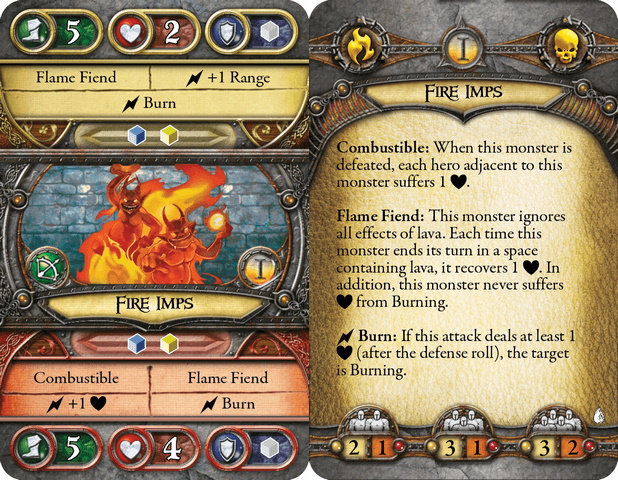 5 2
Flame Fiend +1 Range
Burn
I
FIRE IMPS
Combustible Flame Fiend
+1 Burn
5 4
I
FIRE IMPS
Combustible: When this monster is
defeated, each hero adjacent to this
monster suffers 1 .
Flame Fiend: This monster ignores
all effects of lava. Each time this
monster ends its turn in a space
containing lava, it recovers 1 . In
addition, this monster never suffers
from Burning.
Burn: If this attack deals at least 1
(after the defense roll), the target
is Burning.
2 1 3 1 3 2